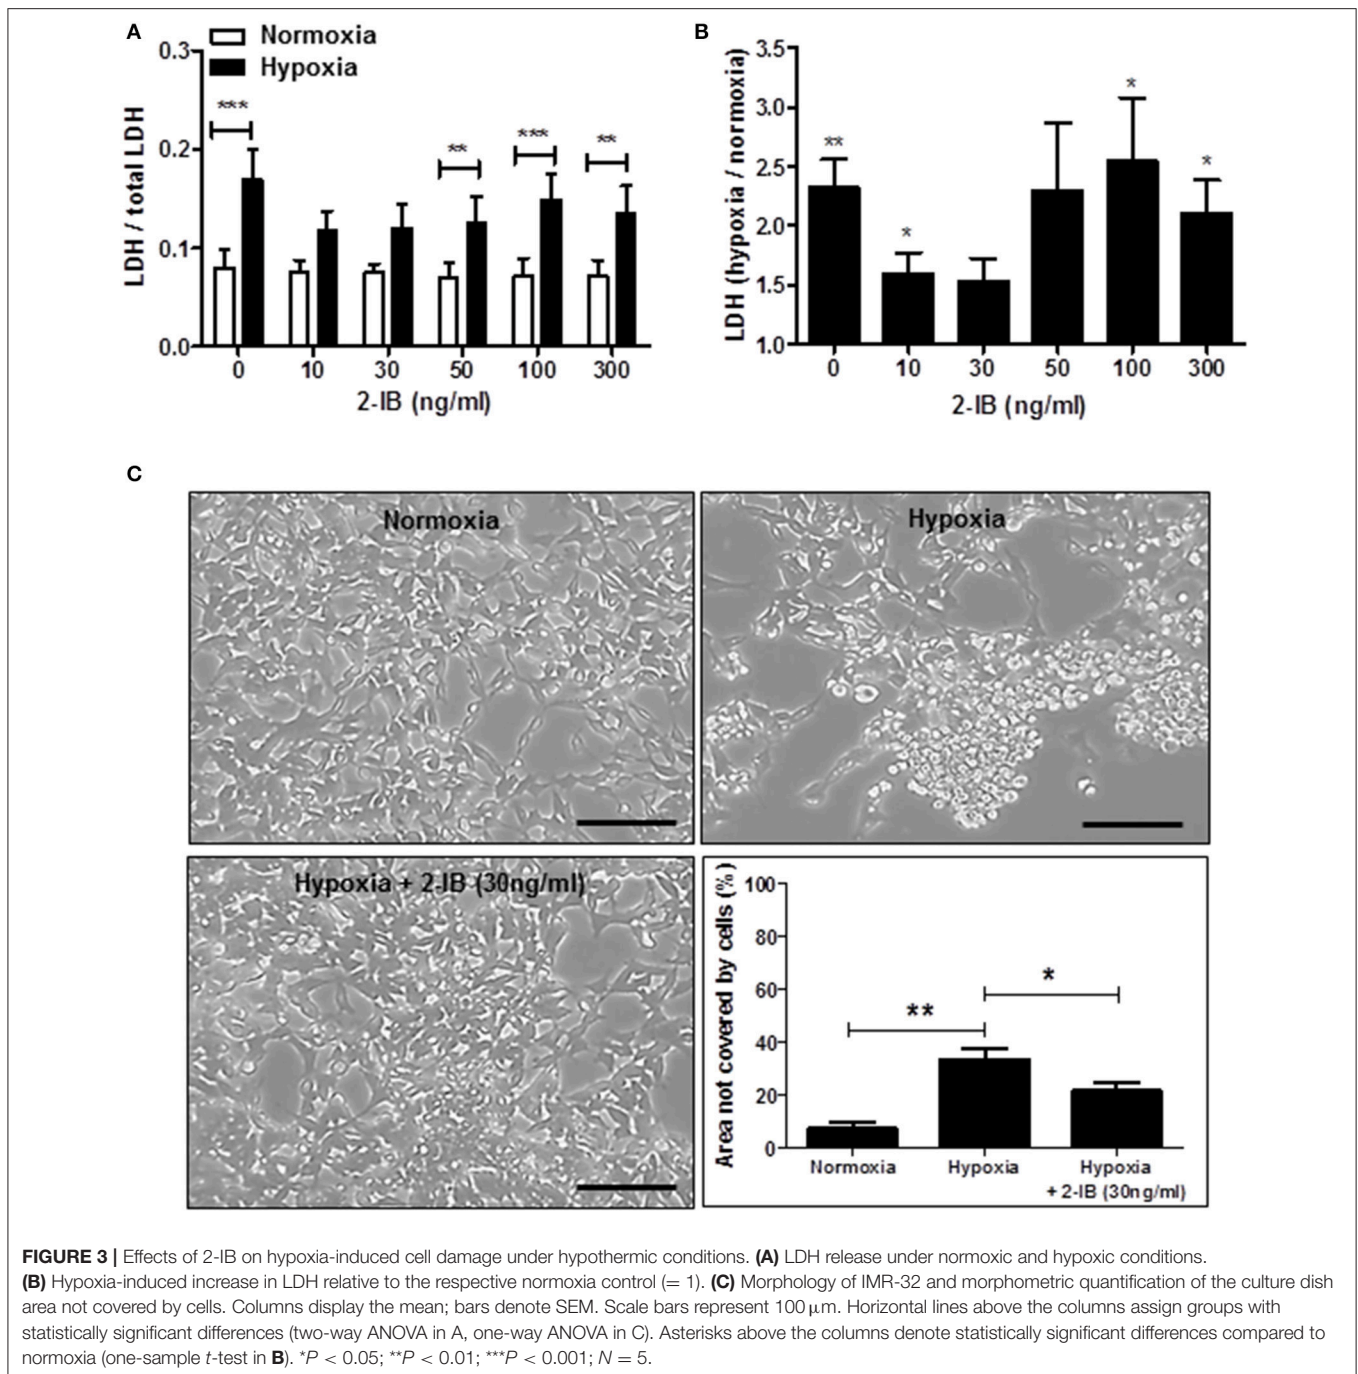 A
Normoxia
Hypoxia
LDH / total LDH
0.3
0.2
0.1
0.0
***
**
***
**
0 10 30 50 100 300
2-IB (ng/ml)
B
LDH (hypoxia / normoxia)
3.5
3.0
2.5
2.0
1.5
1.0
**
*
*
*
0 10 30 50 100 300
2-IB (ng/ml)
C
Normoxia
Hypoxia
Hypoxia + 2-IB (30ng/ml)
Area not covered by cells (%)
100
80
60
40
20
0
**
*
Normoxia Hypoxia Hypoxia
+ 2-IB (30ng/ml)
FIGURE 3 | Effects of 2-IB on hypoxia-induced cell damage under hypothermic conditions. (A) LDH release under normoxic and hypoxic conditions.
(B) Hypoxia-induced increase in LDH relative to the respective normoxia control (= 1). (C) Morphology of IMR-32 and morphometric quantification of the culture dish
area not covered by cells. Columns display the mean; bars denote SEM. Scale bars represent 100 μm. Horizontal lines above the columns assign groups with
statistically significant differences (two-way ANOVA in A, one-way ANOVA in C). Asterisks above the columns denote statistically significant differences compared to
normoxia (one-sample t-test in B). *P < 0.05; **P < 0.01; ***P < 0.001; N = 5.